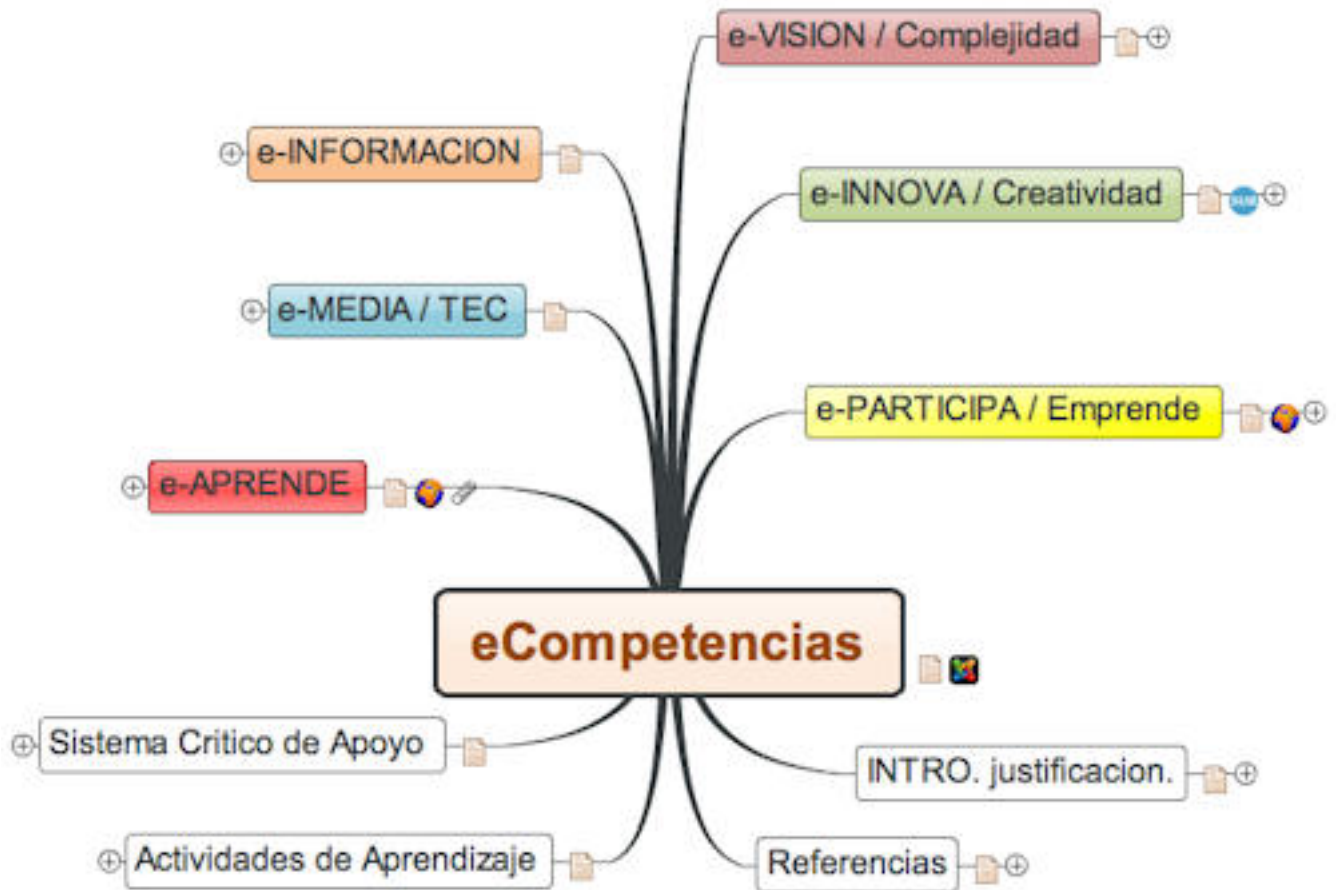 e-VISION / Complejidad
e-INFORMACION
e-INNOVA / Creatividad
e-MEDIA / TEC
e-PARTICIPA / Emprende
e-APRENDE
eCompetencias
Sistema Critico de Apoyo
INTRO. justificacion.
Actividades de Aprendizaje
Referencias